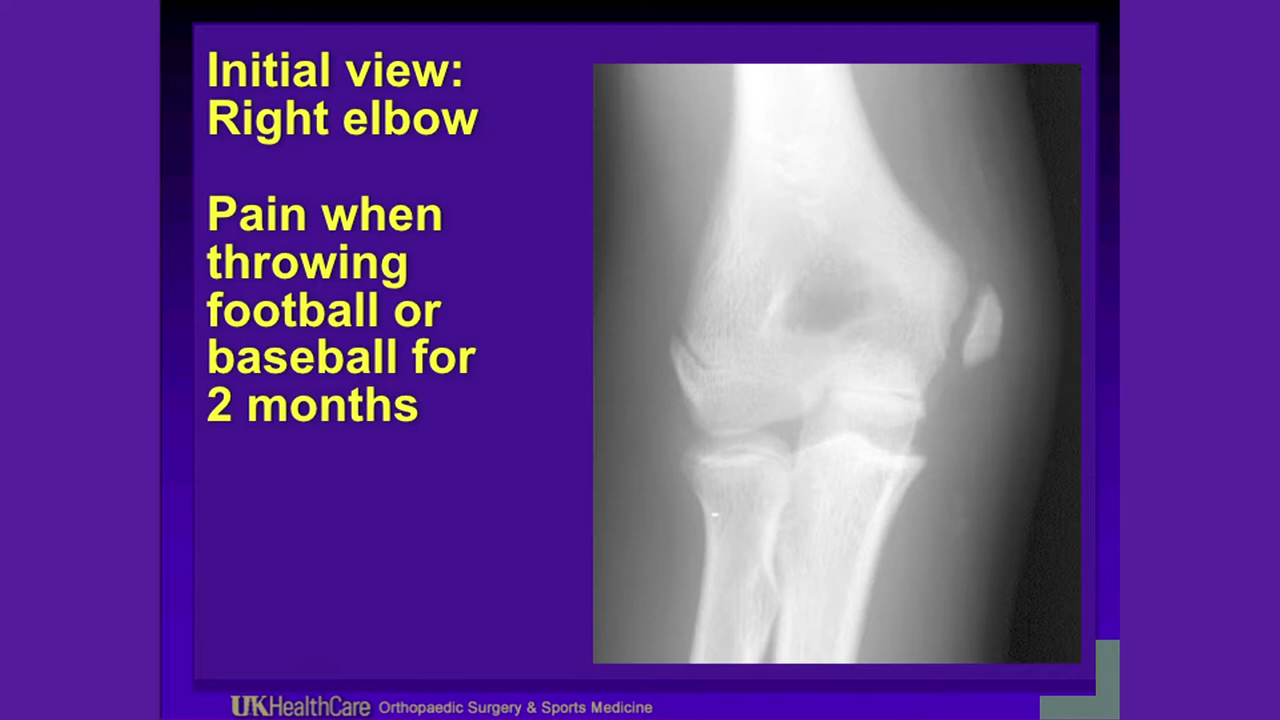 Initial view:
Right elbow
Pain when
throwing
football or
baseball for
2 months
UKHealthCare Orthopaedic Surgery & Sports Medicine